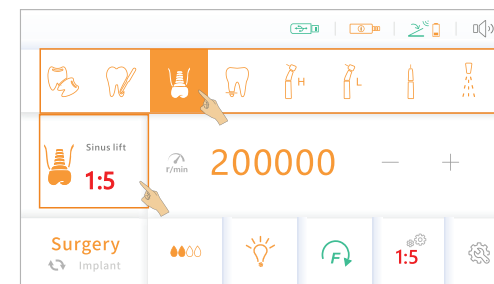 H
L
Sinus lift
1:5
r/min
200000
Surgery
Implant
F
1:5